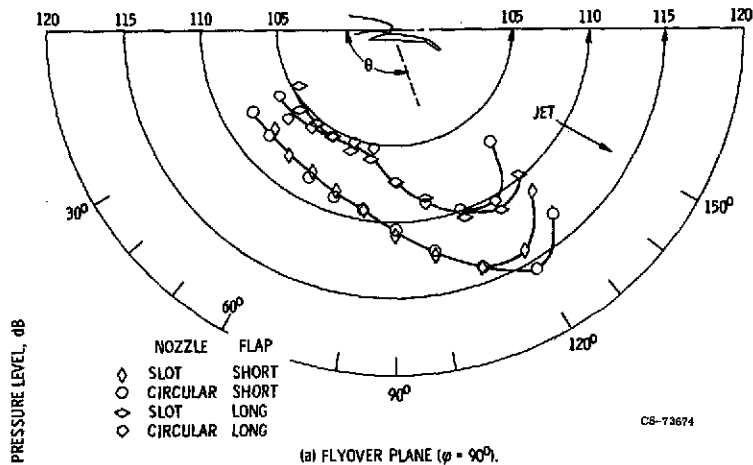 120 115 110 105 105 110 115 120
θ
JET
30⁰
150⁰
60⁰
120⁰
90⁰
PRESSURE LEVEL, dB
NOZZLE FLAP
SLOT SHORT
CIRCULAR SHORT
SLOT LONG
CIRCULAR LONG
CS-73674
(a) FLYOVER PLANE (φ = 90⁰).